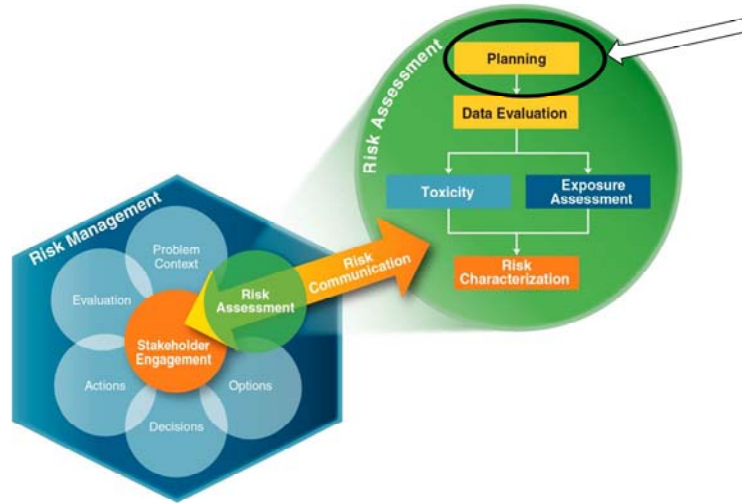 Risk Assessment
Planning
Data Evaluation
Toxicity
Exposure
Assessment
Risk
Characterization
Risk Communication
Risk Management
Problem
Context
Risk
Assessment
Evaluation
Stakeholder
Engagement
Actions
Options
Decisions